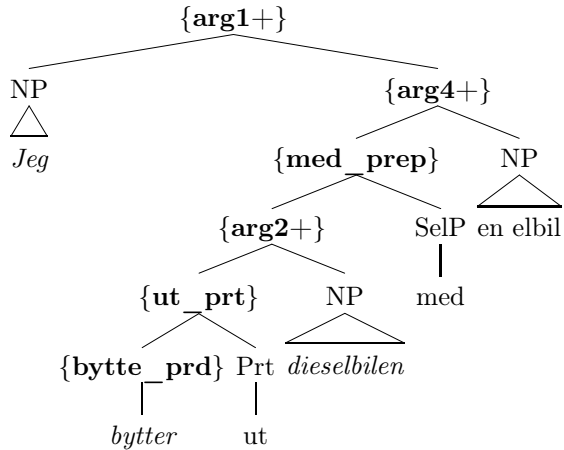 {arg1+}
NP {arg4+}
Jeg {med_prep} NP
{arg2+} SelP en elbil
{ut_prt} NP med
{bytte_prd} Prt dieselbilen
bytter ut